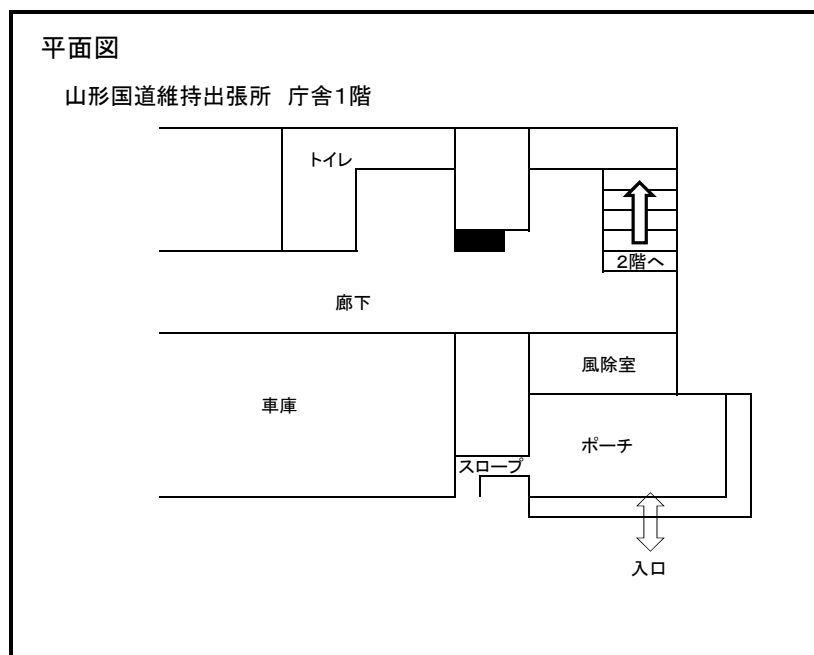 平面図
山形国道維持出張所 庁舎1階
トイレ
2階へ
廊下
風除室
車庫
ポーチ
スロープ
入口